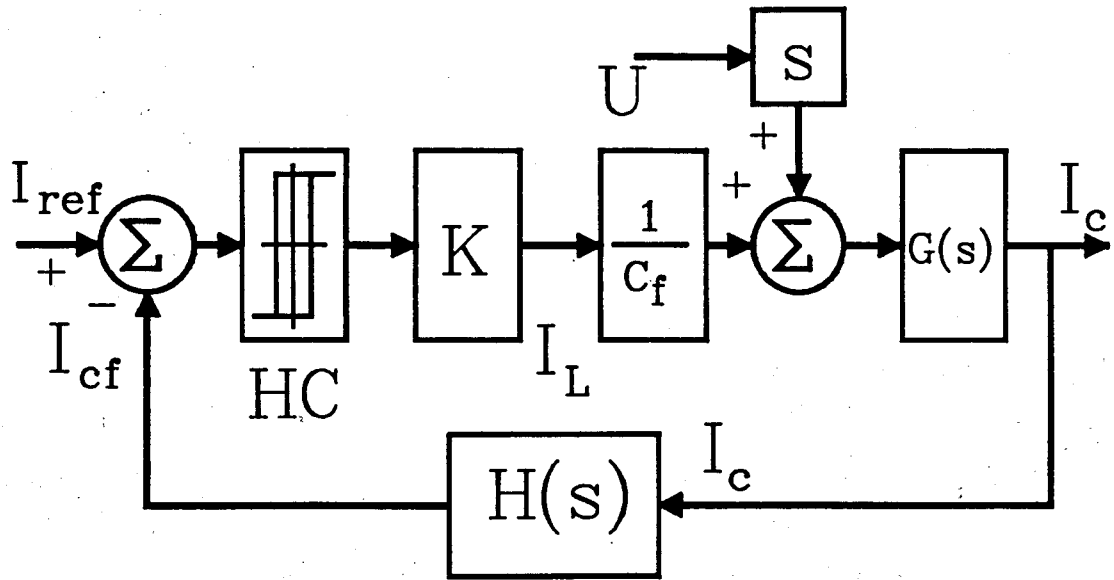 S
U
+
I_ref
+
K
1
C_f
+
Σ
Σ
G(s)
I_c
−
I_cf
HC
I_L
H(s)
I_c